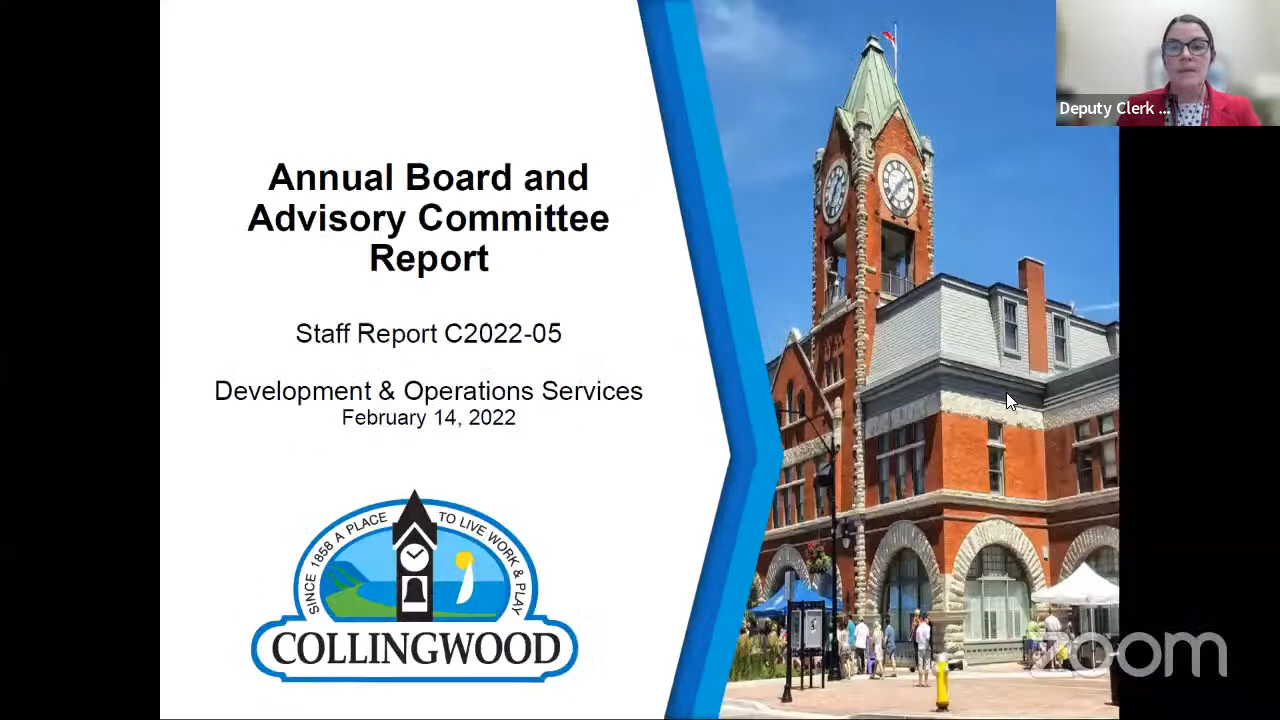 Annual Board and
Advisory Committee
Report
Staff Report C2022-05
Development & Operations Services
February 14, 2022
SINCE 1858 A PLACE TO LIVE WORK & PLAY
COLLINGWOOD
Deputy Clerk ...
zoom